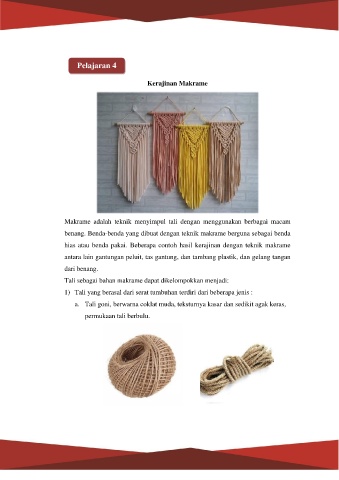 Pelajaran 4
Kerajinan Makrame
Makrame adalah teknik menyimpul tali dengan menggunakan berbagai macam
benang. Benda-benda yang dibuat dengan teknik makrame berguna sebagai benda
hias atau benda pakai. Beberapa contoh hasil kerajinan dengan teknik makrame
antara lain gantungan peluit, tas gantung, dan tambang plastik, dan gelang tangan
dari benang.
Tali sebagai bahan makrame dapat dikelompokkan menjadi:
1) Tali yang berasal dari serat tumbuhan terdiri dari beberapa jenis :
a. Tali goni, berwarna coklat muda, teksturnya kasar dan sedikit agak keras,
permukaan tali berbulu.